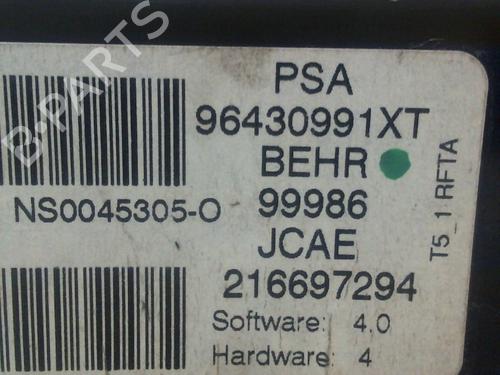 PSA
96430991XT
BEHR
NS0045305-O
99986
JCAE
216697294
Software: 4.0
Hardware: 4
T5_1 RFTA
B-PARTS